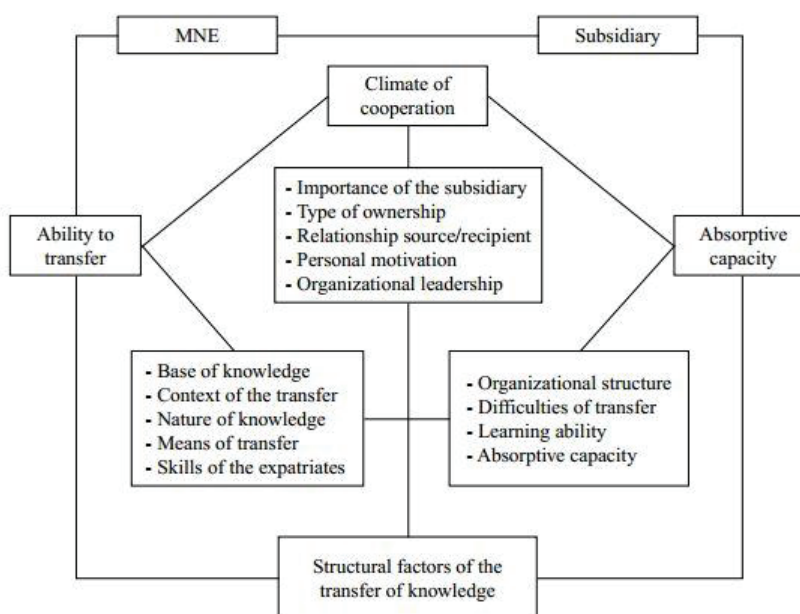 MNE
Subsidiary
Climate of
cooperation
- Importance of the subsidiary
- Type of ownership
- Relationship source/recipient
- Personal motivation
- Organizational leadership
Ability to
transfer
Absorptive
capacity
- Base of knowledge
- Context of the transfer
- Nature of knowledge
- Means of transfer
- Skills of the expatriates
- Organizational structure
- Difficulties of transfer
- Learning ability
- Absorptive capacity
Structural factors of the
transfer of knowledge